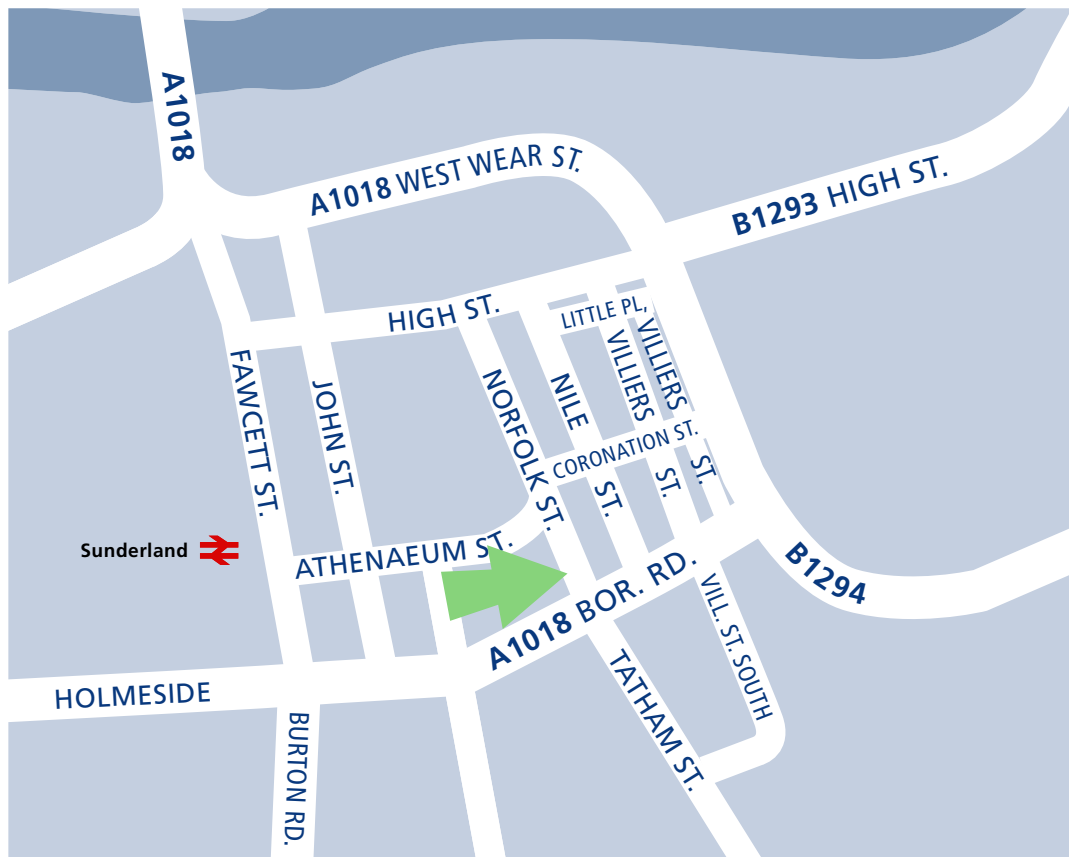 A1018
A1018 WEST WEAR ST.
B1293 HIGH ST.
HIGH ST.
LITTLE PL,
FAWCETT ST.
JOHN ST.
NORFOLK ST.
NILE ST.
VILLIERS ST.
VILLIERS ST.
CORONATION ST.
Sunderland
ATHENAEUM ST.
A1018 BOR. RD.
B1294
VILL. ST. SOUTH
HOLMESIDE
TATHAM ST.
BURTON RD.